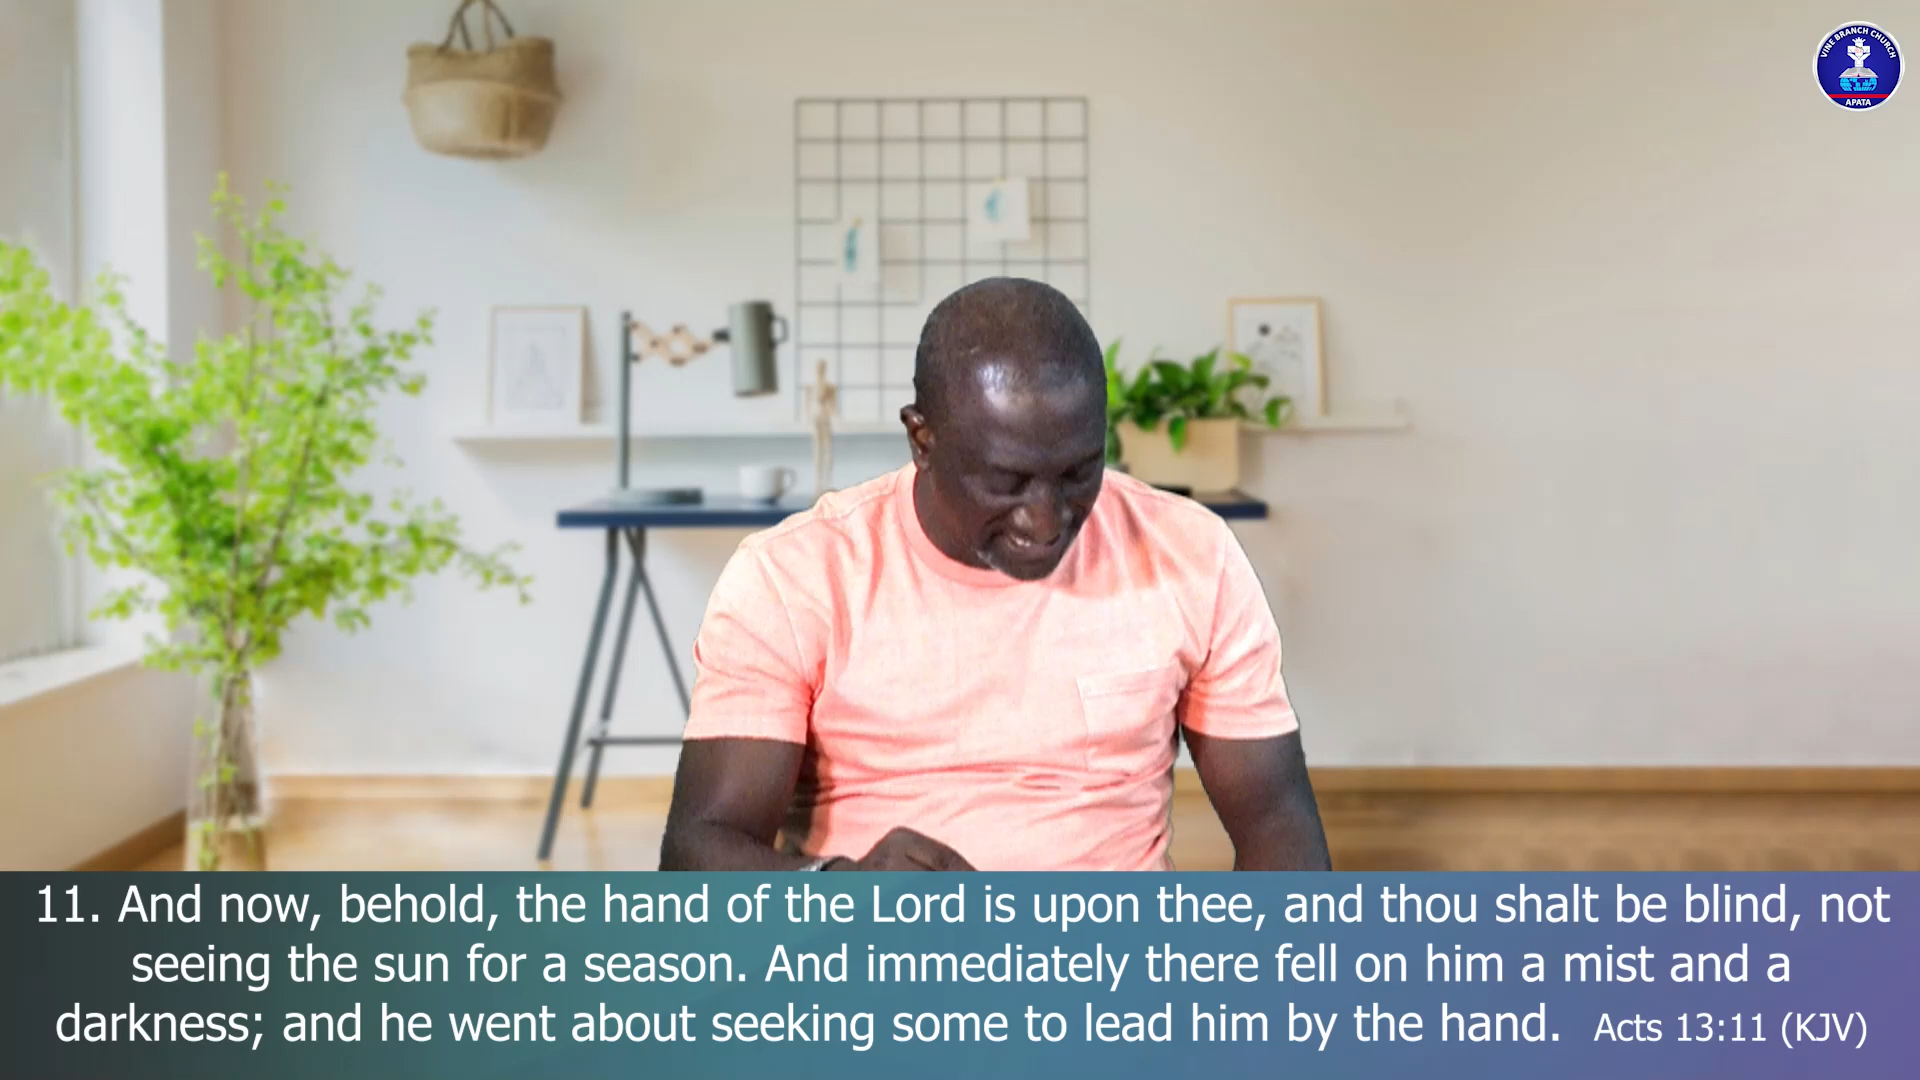 VINE BRANCH CHURCH
APATA
11. And now, behold, the hand of the Lord is upon thee, and thou shalt be blind, not
seeing the sun for a season. And immediately there fell on him a mist and a
darkness; and he went about seeking some to lead him by the hand. Acts 13:11 (KJV)